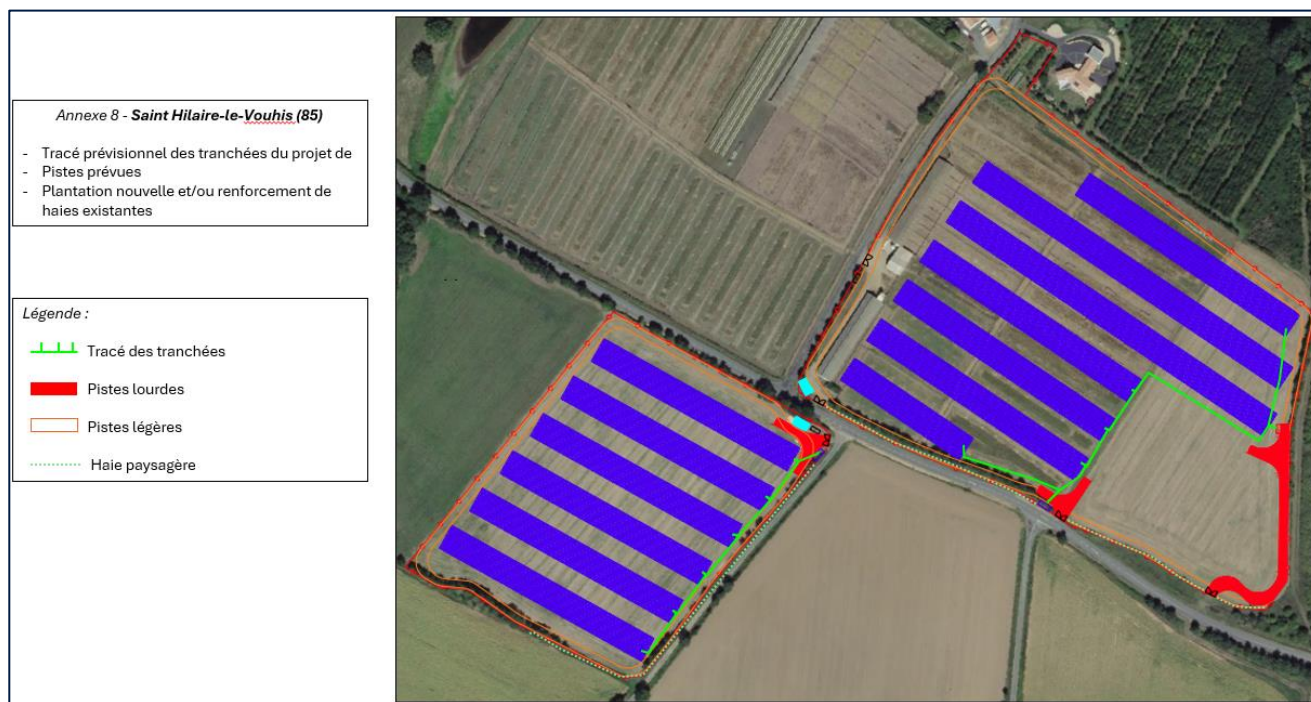 Annexe 8 - Saint Hilaire-le-Vouhis (85)
- Tracé prévisionnel des tranchées du projet de
- Pistes prévues
- Plantation nouvelle et/ou renforcement de
haies existantes
Légende :
Tracé des tranchées
Pistes lourdes
Pistes légères
Haie paysagère